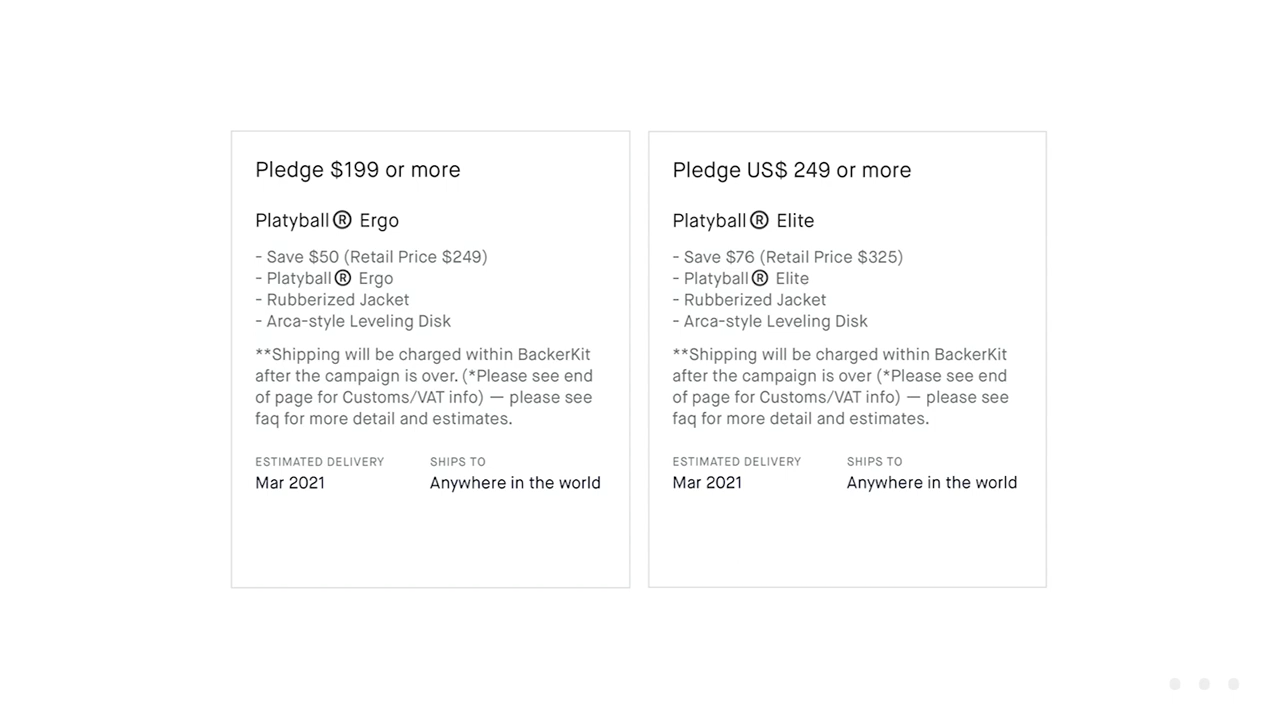 Pledge $199 or more
Platyball® Ergo
- Save $50 (Retail Price $249)
- Platyball® Ergo
- Rubberized Jacket
- Arca-style Leveling Disk
**Shipping will be charged within BackerKit
after the campaign is over. (*Please see end
of page for Customs/VAT info) — please see
faq for more detail and estimates.
ESTIMATED DELIVERY
Mar 2021
SHIPS TO
Anywhere in the world
Pledge US$ 249 or more
Platyball® Elite
- Save $76 (Retail Price $325)
- Platyball® Elite
- Rubberized Jacket
- Arca-style Leveling Disk
**Shipping will be charged within BackerKit
after the campaign is over (*Please see end
of page for Customs/VAT info) — please see
faq for more detail and estimates.
ESTIMATED DELIVERY
Mar 2021
SHIPS TO
Anywhere in the world